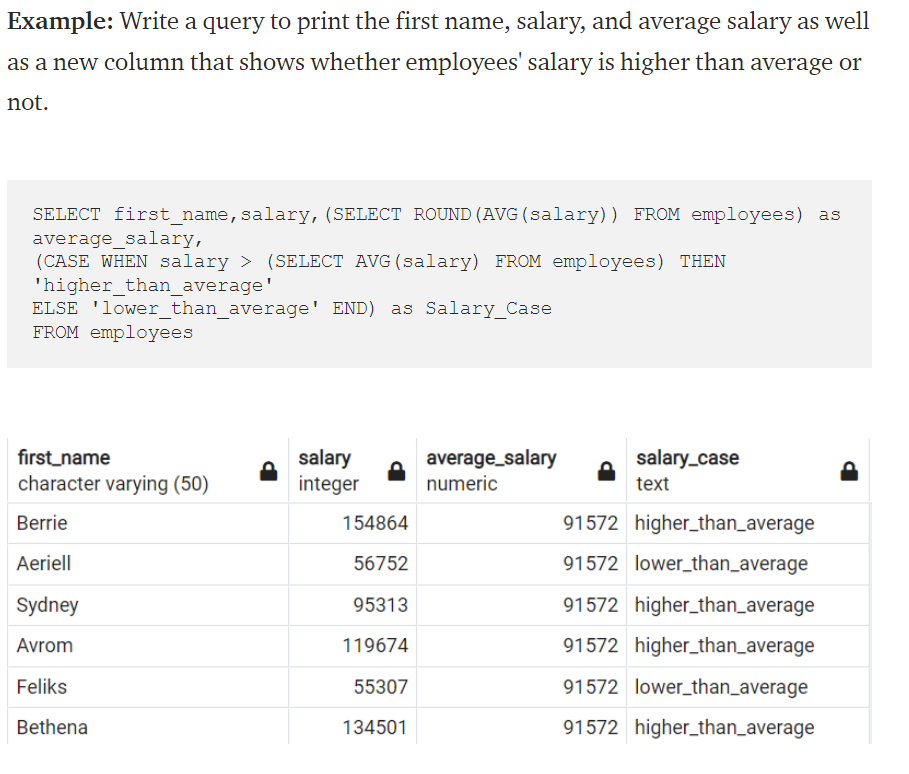 Example: Write a query to print the first name, salary, and average salary as well
as a new column that shows whether employees' salary is higher than average or
not.
SELECT first_name,salary,(SELECT ROUND(AVG(salary)) FROM employees) as
average_salary,
(CASE WHEN salary > (SELECT AVG(salary) FROM employees) THEN
'higher_than_average'
ELSE 'lower_than_average' END) as Salary_Case
FROM employees
first_name salary average_salary salary_case
character varying (50) integer numeric text
Berrie 154864 91572 higher_than_average
Aeriell 56752 91572 lower_than_average
Sydney 95313 91572 higher_than_average
Avrom 119674 91572 higher_than_average
Feliks 55307 91572 lower_than_average
Bethena 134501 91572 higher_than_average